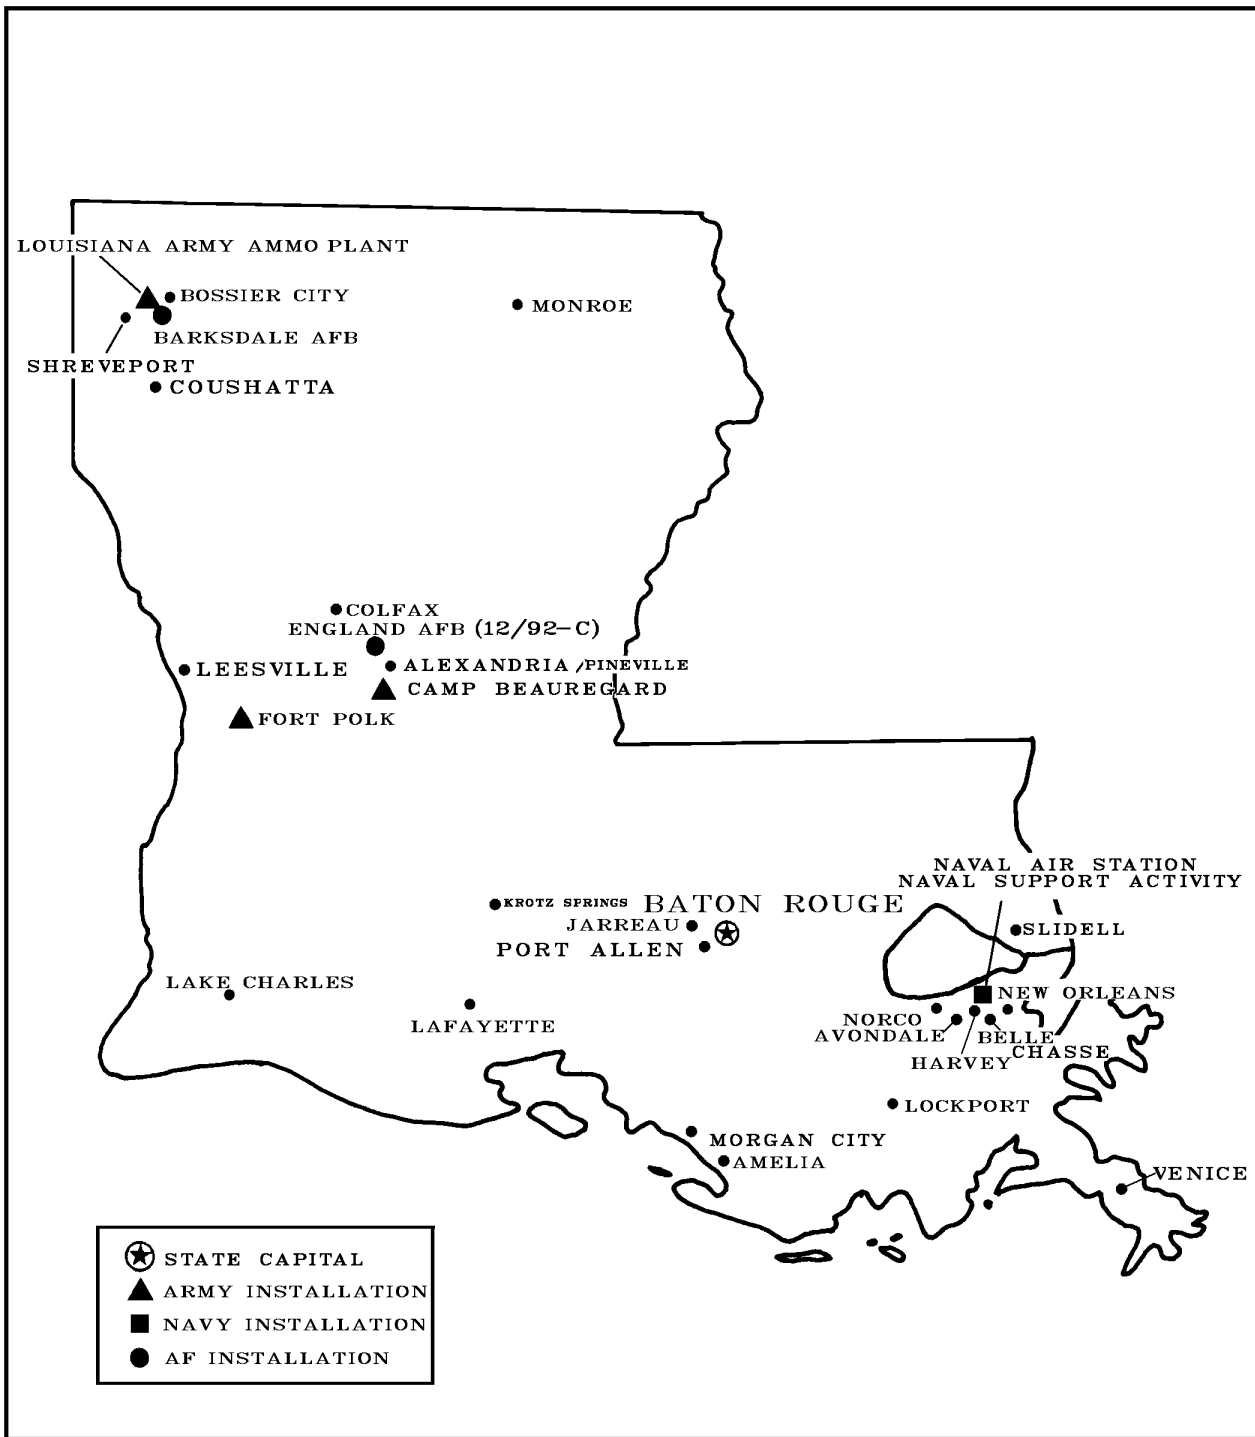 LOUISIANA ARMY AMMO PLANT
BOSSIER CITY
MONROE
BARKSDALE AFB
SHREVEPORT
COUSHATTA
COLFAX
ENGLAND AFB (12/92-C)
LEESVILLE
ALEXANDRIA /PINEVILLE
CAMP BEAUREGARD
FORT POLK
NAVAL AIR STATION
NAVAL SUPPORT ACTIVITY
KROTZ SPRINGS
BATON ROUGE
JARREAU
SLIDELL
PORT ALLEN
LAKE CHARLES
NEW ORLEANS
LAFAYETTE
NORCO
AVONDALE
BELLE
CHASSE
HARVEY
LOCKPORT
MORGAN CITY
AMELIA
VENICE
STATE CAPITAL
ARMY INSTALLATION
NAVY INSTALLATION
AF INSTALLATION